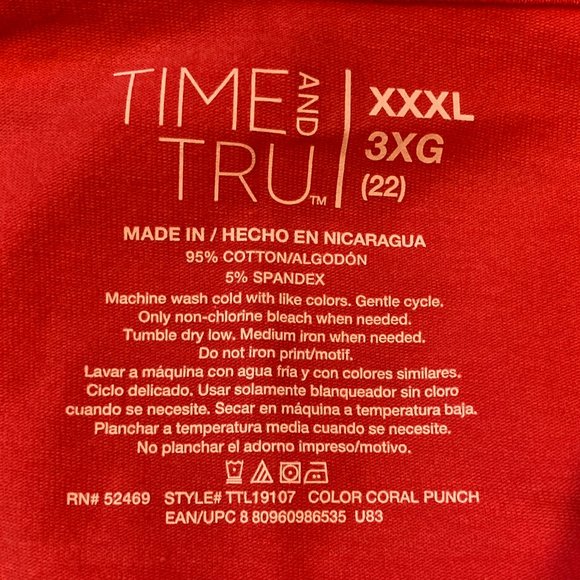 TIME AND TRU™
XXXL
3XG
(22)
MADE IN / HECHO EN NICARAGUA
95% COTTON/ALGODÓN
5% SPANDEX
Machine wash cold with like colors. Gentle cycle.
Only non-chlorine bleach when needed.
Tumble dry low. Medium iron when needed.
Do not iron print/motif.
Lavar a máquina con agua fría y con colores similares.
Ciclo delicado. Usar solamente blanqueador sin cloro
cuando se necesite. Secar en máquina a temperatura baja.
Planchar a temperatura media cuando se necesite.
No planchar el adorno impreso/motivo.
RN# 52469 STYLE# TTL19107 COLOR CORAL PUNCH
EAN/UPC 8 80960986535 U83